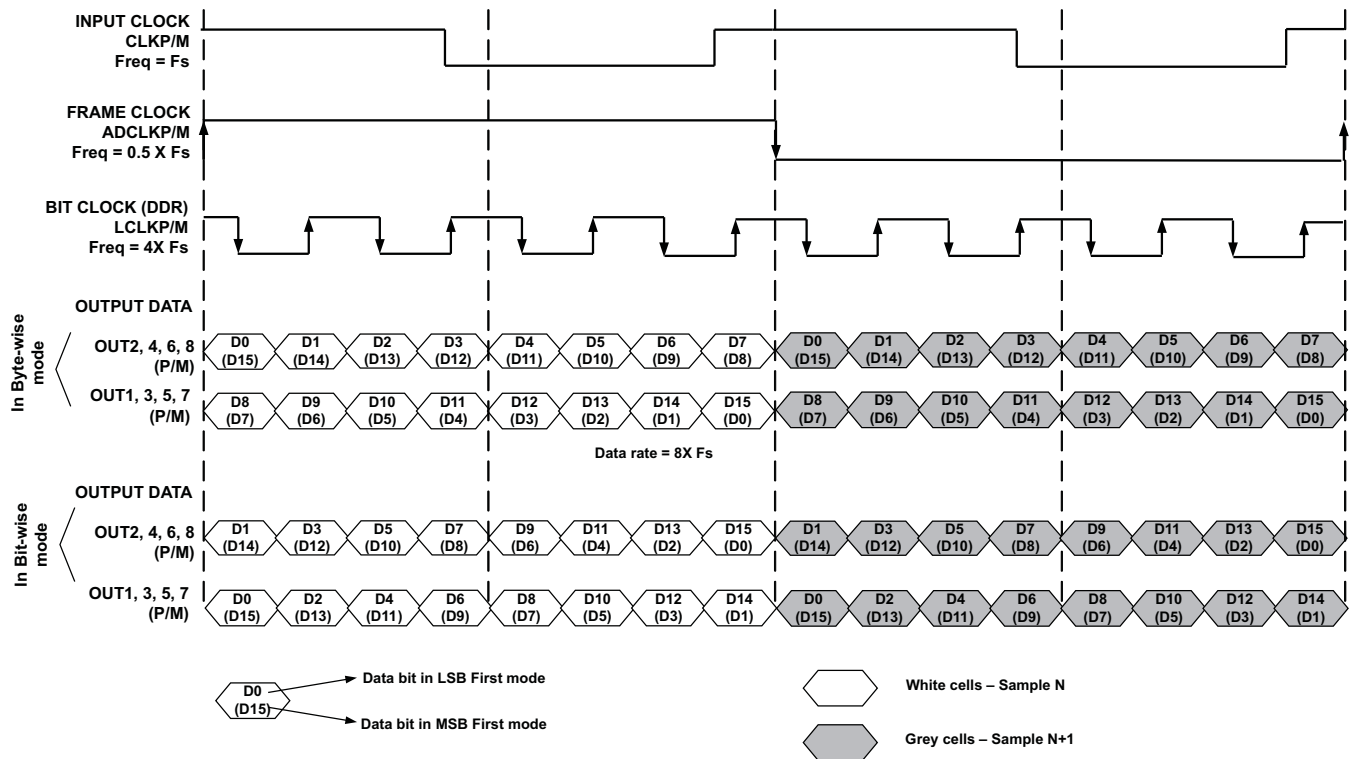 INPUT CLOCK
CLKP/M
Freq = Fs
FRAME CLOCK
ADCLKP/M
Freq = 0.5 X Fs
BIT CLOCK (DDR)
LCLKP/M
Freq = 4X Fs
In Byte-wise
mode
OUTPUT DATA
OUT2, 4, 6, 8
(P/M)
D0 D1 D2 D3 D4 D5 D6 D7 D0 D1 D2 D3 D4 D5 D6 D7
(D15) (D14) (D13) (D12) (D11) (D10) (D9) (D8) (D15) (D14) (D13) (D12) (D11) (D10) (D9) (D8)
OUT1, 3, 5, 7
(P/M)
D8 D9 D10 D11 D12 D13 D14 D15 D8 D9 D10 D11 D12 D13 D14 D15
(D7) (D6) (D5) (D4) (D3) (D2) (D1) (D0) (D7) (D6) (D5) (D4) (D3) (D2) (D1) (D0)
Data rate = 8X Fs
In Bit-wise
mode
OUTPUT DATA
OUT2, 4, 6, 8
(P/M)
D1 D3 D5 D7 D9 D11 D13 D15 D1 D3 D5 D7 D9 D11 D13 D15
(D14) (D12) (D10) (D8) (D6) (D4) (D2) (D0) (D14) (D12) (D10) (D8) (D6) (D4) (D2) (D0)
OUT1, 3, 5, 7
(P/M)
D0 D2 D4 D6 D8 D10 D12 D14 D0 D2 D4 D6 D8 D10 D12 D14
(D15) (D13) (D11) (D9) (D7) (D5) (D3) (D1) (D15) (D13) (D11) (D9) (D7) (D5) (D3) (D1)
D0
(D15)
Data bit in LSB First mode
Data bit in MSB First mode
White cells – Sample N
Grey cells – Sample N+1